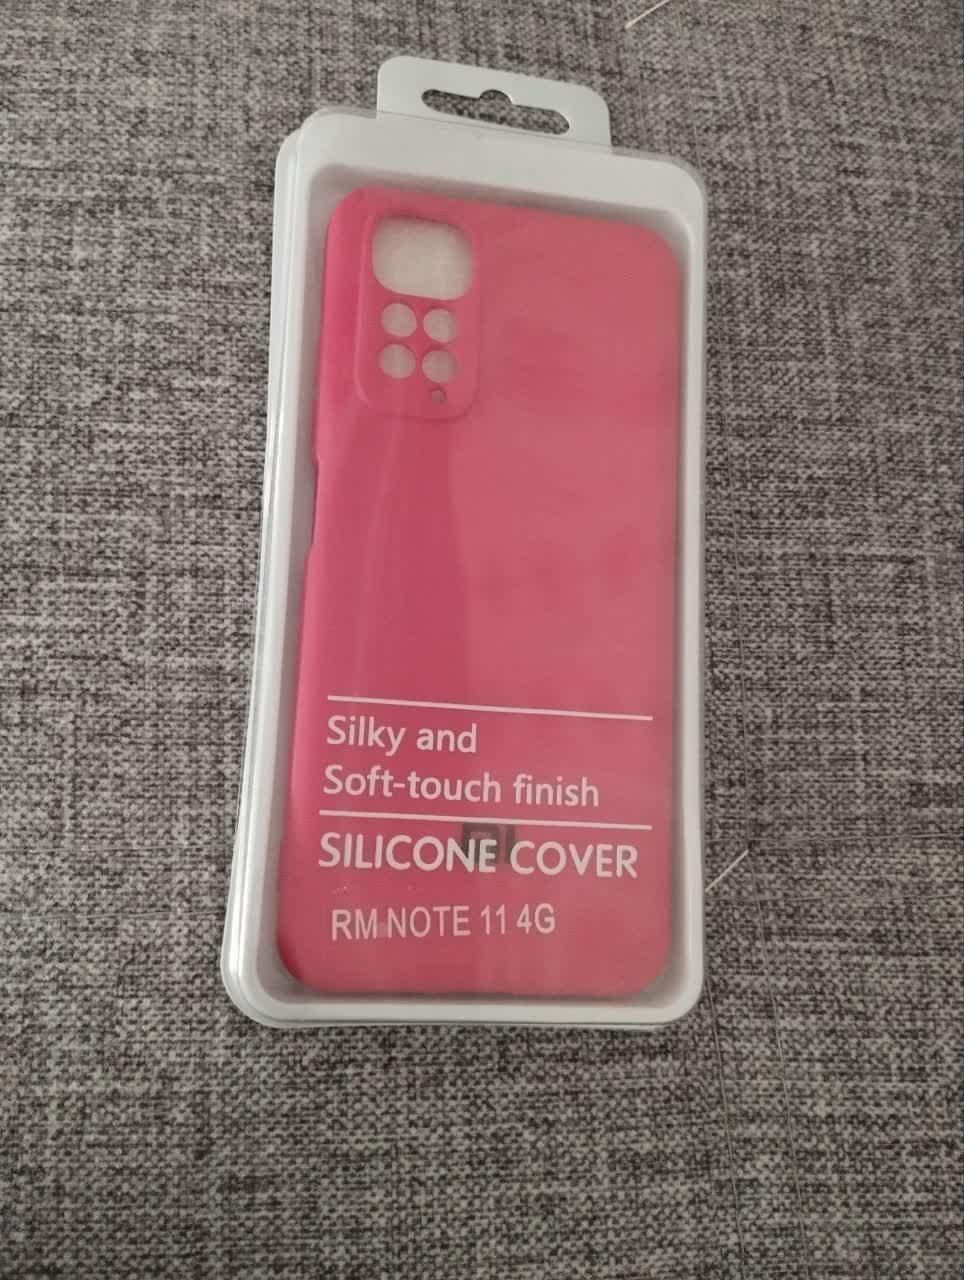 Silky and
Soft-touch finish
SILICONE COVER
RM NOTE 11 4G